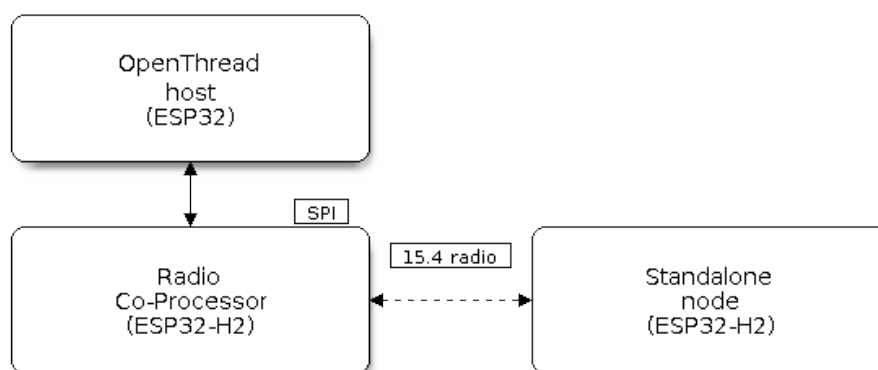 OpenThread
host
(ESP32)
SPI
15.4 radio
Radio
Co-Processor
(ESP32-H2)
Standalone
node
(ESP32-H2)